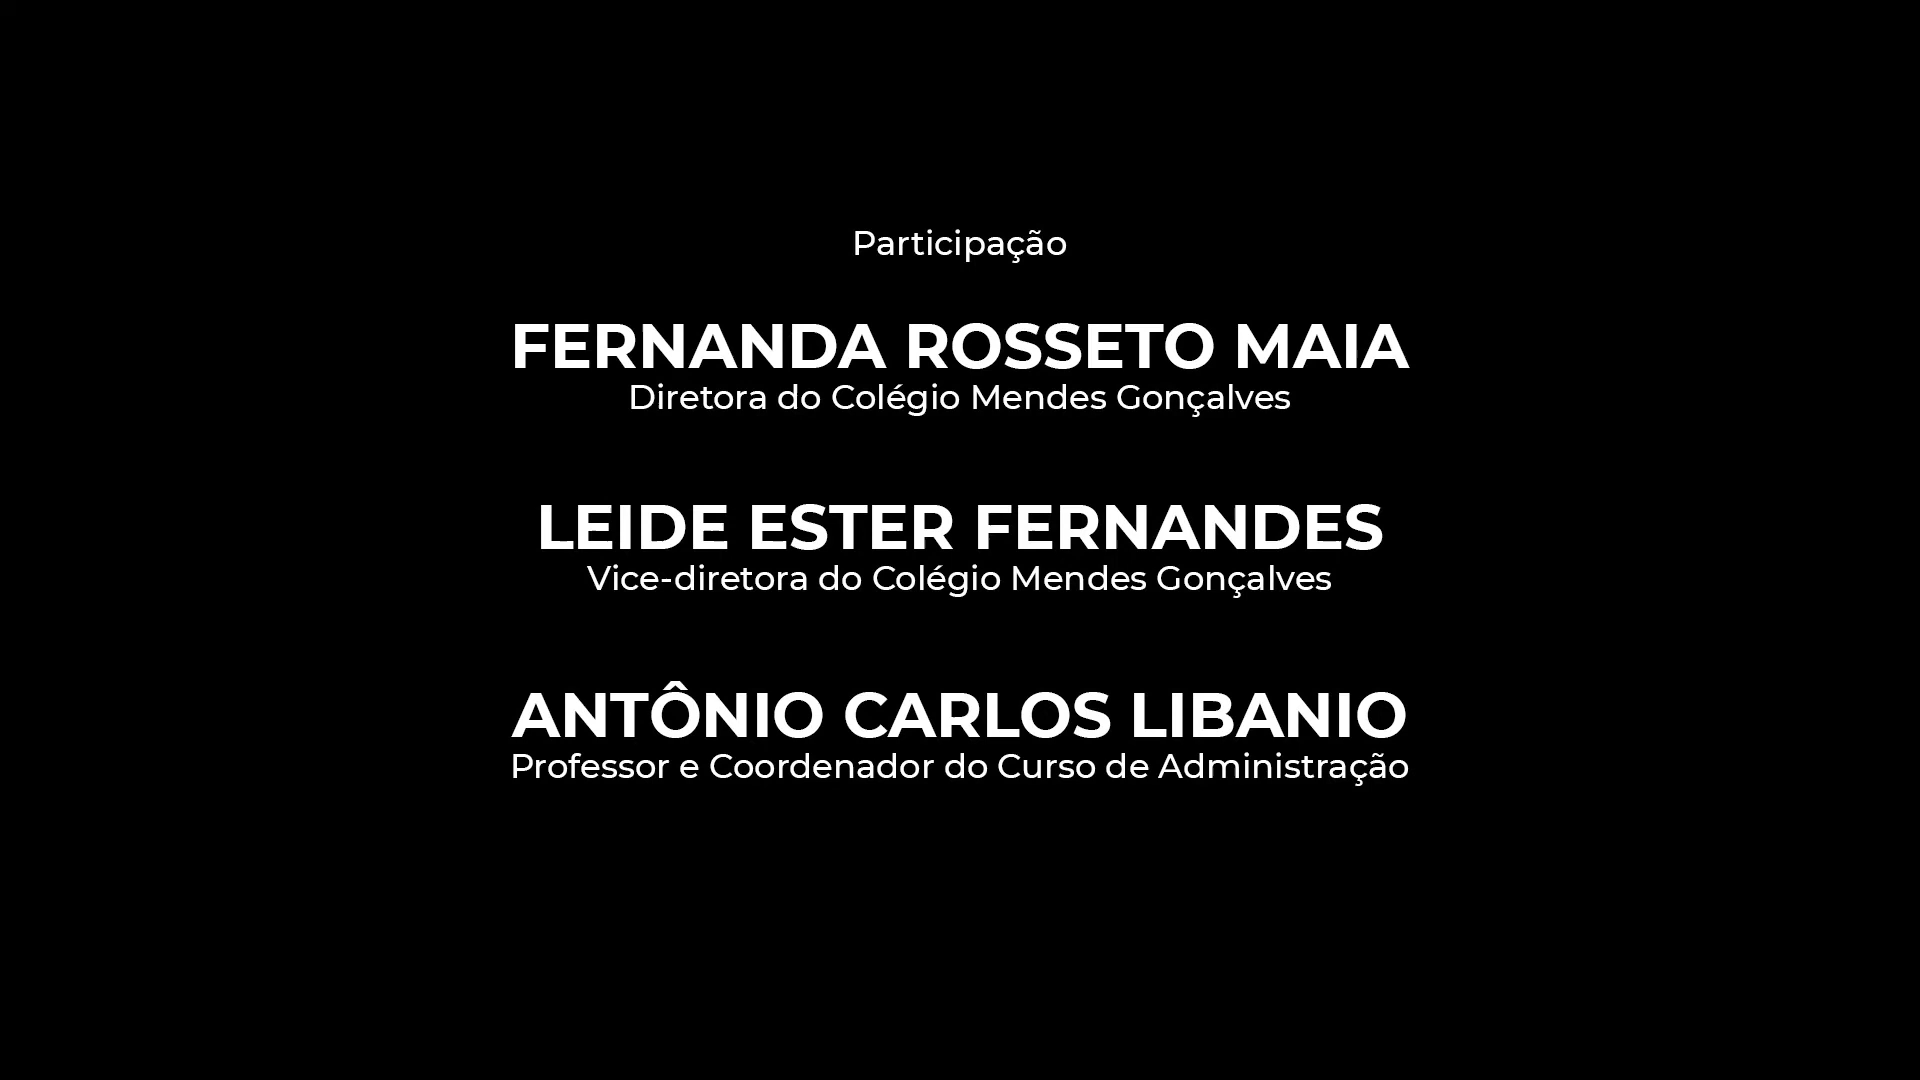 Participação
FERNANDA ROSSETO MAIA
Diretora do Colégio Mendes Gonçalves
LEIDE ESTER FERNANDES
Vice-diretora do Colégio Mendes Gonçalves
ANTÔNIO CARLOS LIBANIO
Professor e Coordenador do Curso de Administração